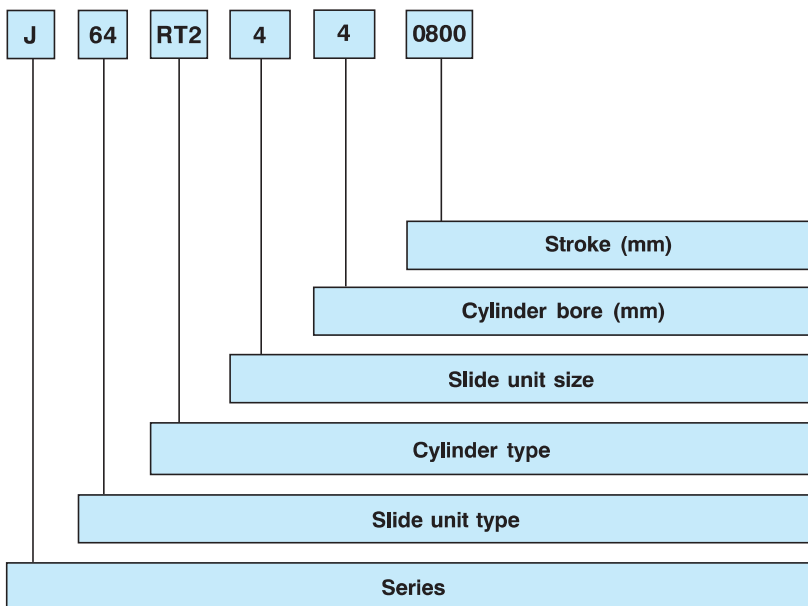 J 64 RT2 4 4 0800
Stroke (mm)
Cylinder bore (mm)
Slide unit size
Cylinder type
Slide unit type
Series